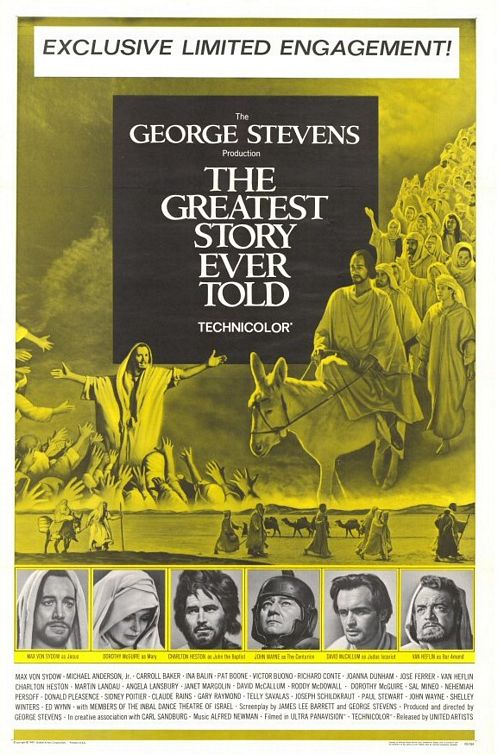 EXCLUSIVE LIMITED ENGAGEMENT!
The
GEORGE STEVENS
Production
THE
GREATEST
STORY
EVER
TOLD
TECHNICOLOR®
MAX VON SYDOW as Jesus
DOROTHY McGUIRE as Mary
CHARLTON HESTON as John the Baptist
JOHN WAYNE as The Centurion
DAVID McCALLUM as Judas Iscariot
VAN HEFLIN as Bar Amand
MAX VON SYDOW · MICHAEL ANDERSON, Jr. · CARROLL BAKER · INA BALIN · PAT BOONE · VICTOR BUONO · RICHARD CONTE · JOANNA DUNHAM · JOSE FERRER · VAN HEFLIN
CHARLTON HESTON · MARTIN LANDAU · ANGELA LANSBURY · JANET MARGOLIN · DAVID McCALLUM · RODDY McDOWALL · DOROTHY McGUIRE · SAL MINEO · NEHEMIAH
PERSOFF · DONALD PLEASENCE · SIDNEY POITIER · CLAUDE RAINS · GARY RAYMOND · TELLY SAVALAS · JOSEPH SCHILDKRAUT · PAUL STEWART · JOHN WAYNE · SHELLEY
WINTERS · ED WYNN · with MEMBERS OF THE INBAL DANCE THEATRE OF ISRAEL · Screenplay by JAMES LEE BARRETT and GEORGE STEVENS · Produced and directed by
GEORGE STEVENS · In creative association with CARL SANDBURG · Music ALFRED NEWMAN · Filmed in ULTRA PANAVISION® · TECHNICOLOR® · Released by UNITED ARTISTS